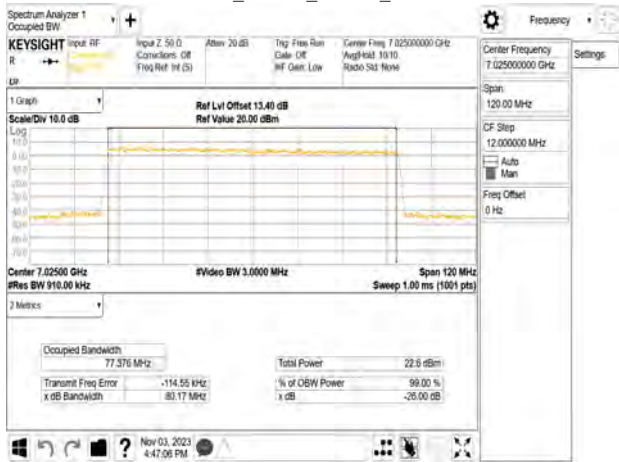 Spectrum Analyzer 1
Occupied BW
+
Frequency
KEYSIGHT
Input: RF
R
Input Z: 50 Ω
Corrections: Off
Freq Ref: Int (S)
Atten: 20 dB
Trig: Free Run
Gate: Off
#IF Gain: Low
Center Freq: 7.025000000 GHz
Avg|Hold: 10/10
Radio Std: None
Center Frequency
7.025000000 GHz
Settings
Span
120.00 MHz
CF Step
12.000000 MHz
Auto
Man
Freq Offset
0 Hz
1 Graph
Scale/Div 10.0 dB
Log
Ref Lvl Offset 13.40 dB
Ref Value 20.00 dBm
Center 7.02500 GHz
#Res BW 910.00 kHz
#Video BW 3.0000 MHz
Span 120 MHz
Sweep 1.00 ms (1001 pts)
2 Metrics
Occupied Bandwidth
77.376 MHz
Total Power 22.6 dBm
Transmit Freq Error -114.55 kHz
% of OBW Power 99.00 %
x dB Bandwidth 80.17 MHz
x dB -26.00 dB
?
Nov 03, 2023
4:47:06 PM